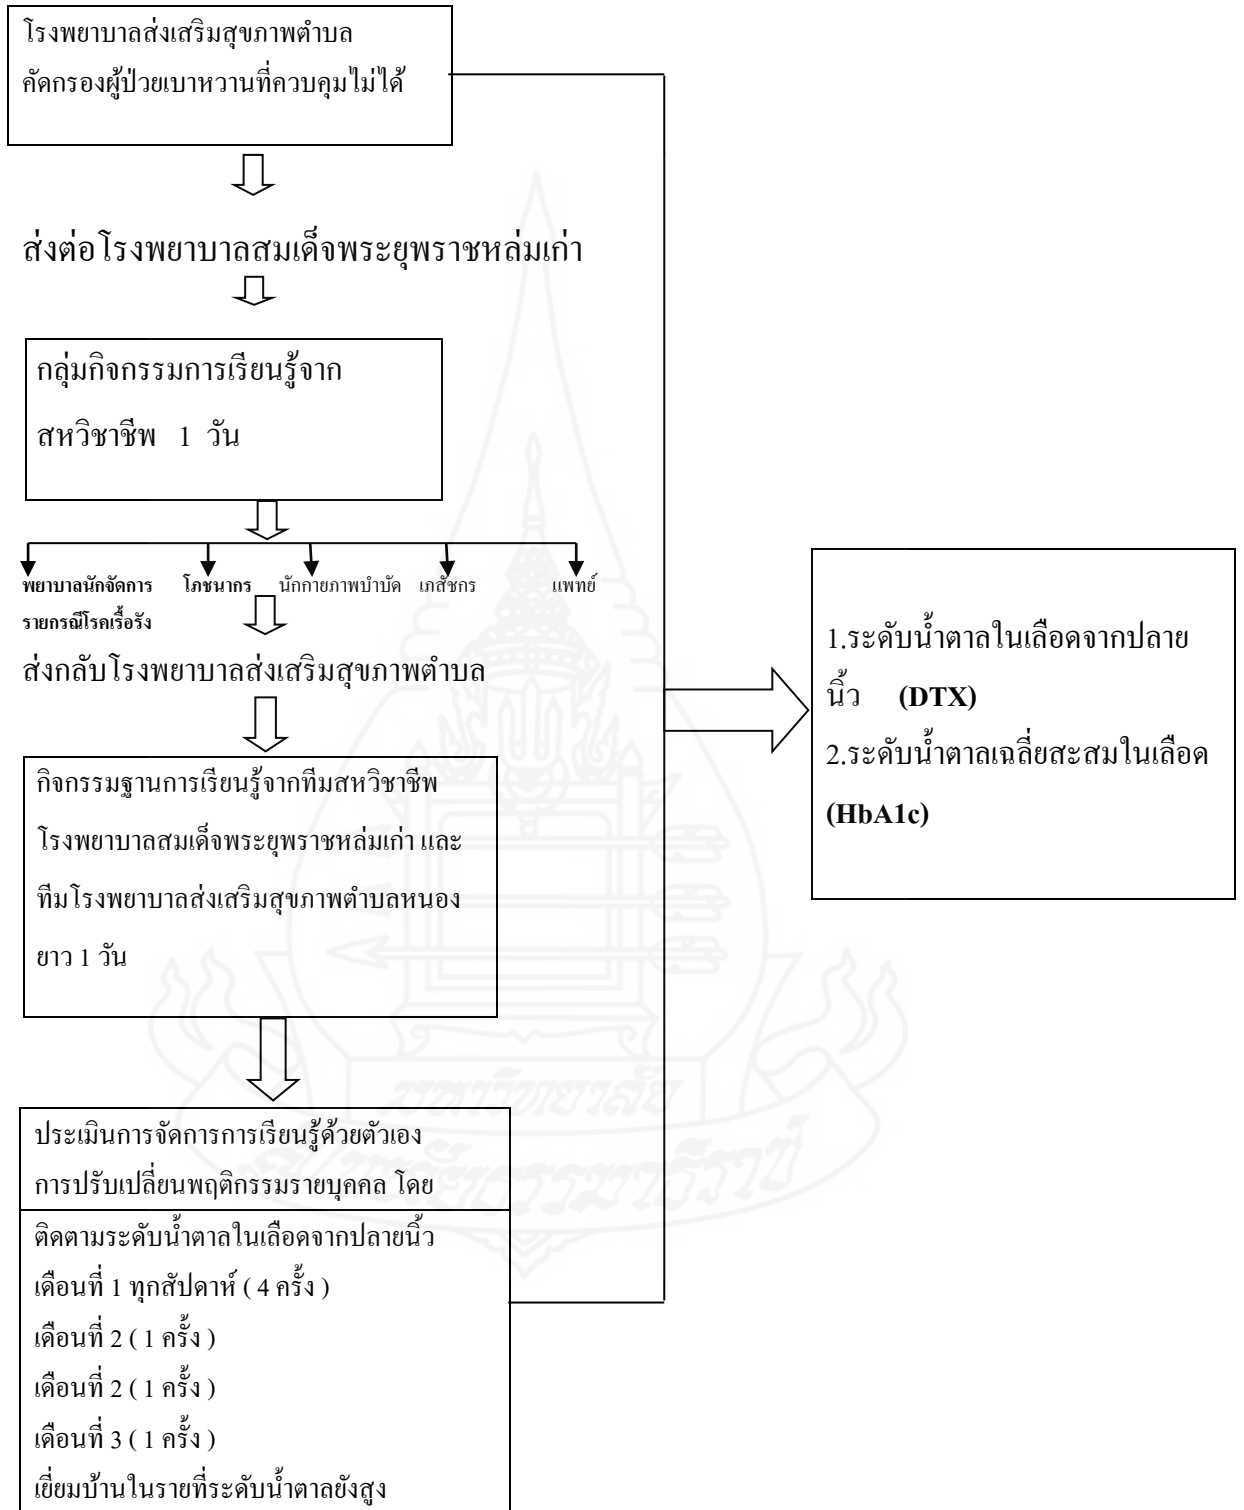 โรงพยาบาลส่งเสริมสุขภาพตำบล
คัดกรองผู้ป่วยเบาหวานที่ควบคุมไม่ได้
ส่งต่อโรงพยาบาลสมเด็จพระยุพราชหล่มเก่า
กลุ่มกิจกรรมการเรียนรู้จาก
สหวิชาชีพ 1 วัน
พยาบาลนักจัดการ
รายกรณีโรคเรื้อรัง
โภชนากร
นักกายภาพบำบัด
เภสัชกร
แพทย์
ส่งกลับโรงพยาบาลส่งเสริมสุขภาพตำบล
กิจกรรมฐานการเรียนรู้จากทีมสหวิชาชีพ
โรงพยาบาลสมเด็จพระยุพราชหล่มเก่า และ
ทีมโรงพยาบาลส่งเสริมสุขภาพตำบลหนอง
ยาว 1 วัน
ประเมินการจัดการการเรียนรู้ด้วยตัวเอง
การปรับเปลี่ยนพฤติกรรมรายบุคคล โดย
ติดตามระดับน้ำตาลในเลือดจากปลายนิ้ว
เดือนที่ 1 ทุกสัปดาห์ ( 4 ครั้ง )
เดือนที่ 2 ( 1 ครั้ง )
เดือนที่ 2 ( 1 ครั้ง )
เดือนที่ 3 ( 1 ครั้ง )
เยี่ยมบ้านในรายที่ระดับน้ำตาลยังสูง
1.ระดับน้ำตาลในเลือดจากปลาย
นิ้ว (DTX)
2.ระดับน้ำตาลเฉลี่ยสะสมในเลือด
(HbA1c)
มหาวิทยาลัย
สุโขทัยธรรมาธิราช